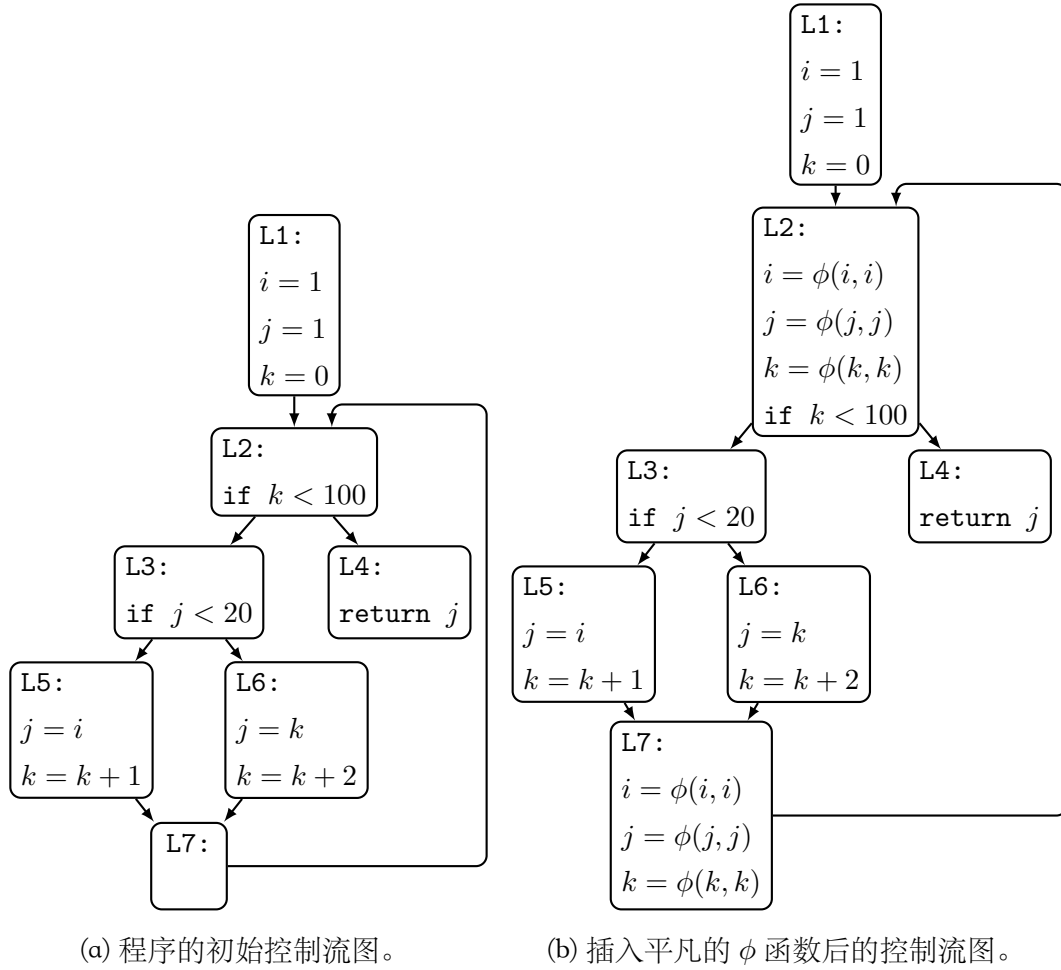 L1:
i = 1
j = 1
k = 0
L2:
if k < 100
L3:
if j < 20
L4:
return j
L5:
j = i
k = k + 1
L6:
j = k
k = k + 2
L7:
(a) 程序的初始控制流图。
L1:
i = 1
j = 1
k = 0
L2:
i = ϕ(i, i)
j = ϕ(j, j)
k = ϕ(k, k)
if k < 100
L3:
if j < 20
L4:
return j
L5:
j = i
k = k + 1
L6:
j = k
k = k + 2
L7:
i = ϕ(i, i)
j = ϕ(j, j)
k = ϕ(k, k)
(b) 插入平凡的 ϕ 函数后的控制流图。